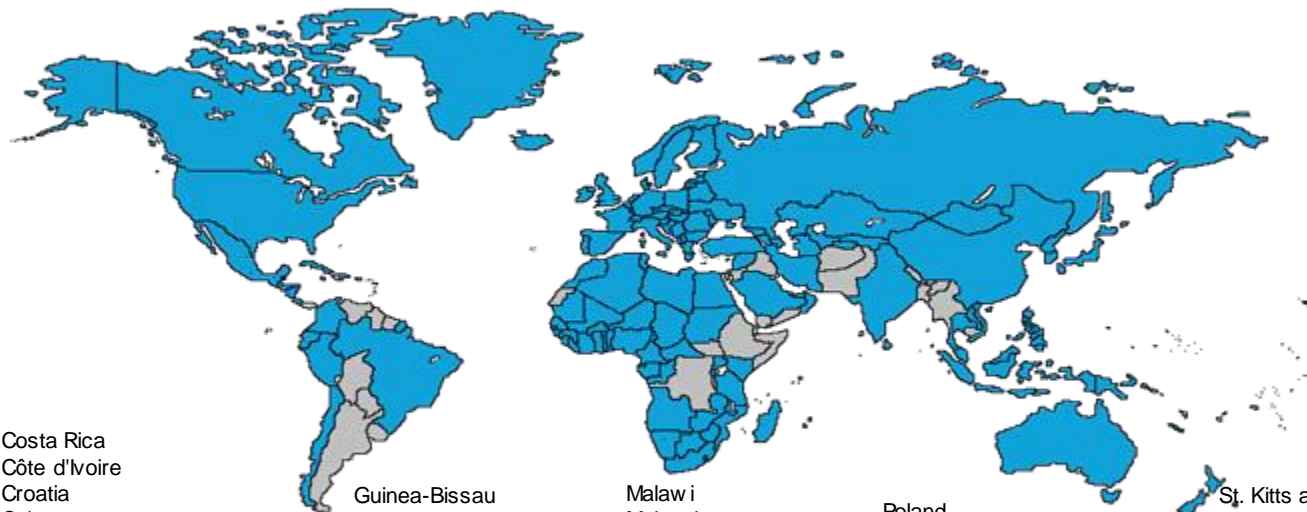 Costa Rica
Côte d'Ivoire
Croatia
Guinea-Bissau
Malawi
Poland
St. Kitts a